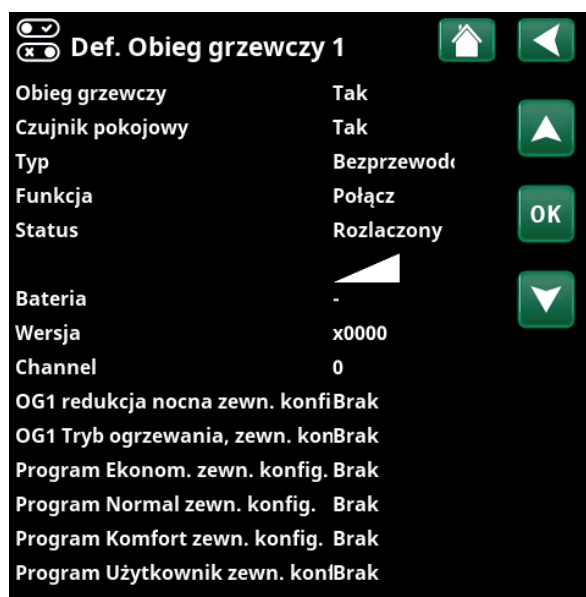 Def. Obieg grzewczy 1
Obieg grzewczy Tak
Czujnik pokojowy Tak
Typ Bezprzewodo
Funkcja Połącz
OK
Status Rozlaczony
Bateria -
Wersja x0000
Channel 0
OG1 redukcja nocna zewn. konfi Brak
OG1 Tryb ogrzewania, zewn. kon Brak
Program Ekonom. zewn. konfig. Brak
Program Normal zewn. konfig. Brak
Program Komfort zewn. konfig. Brak
Program Użytkownik zewn. konf Brak